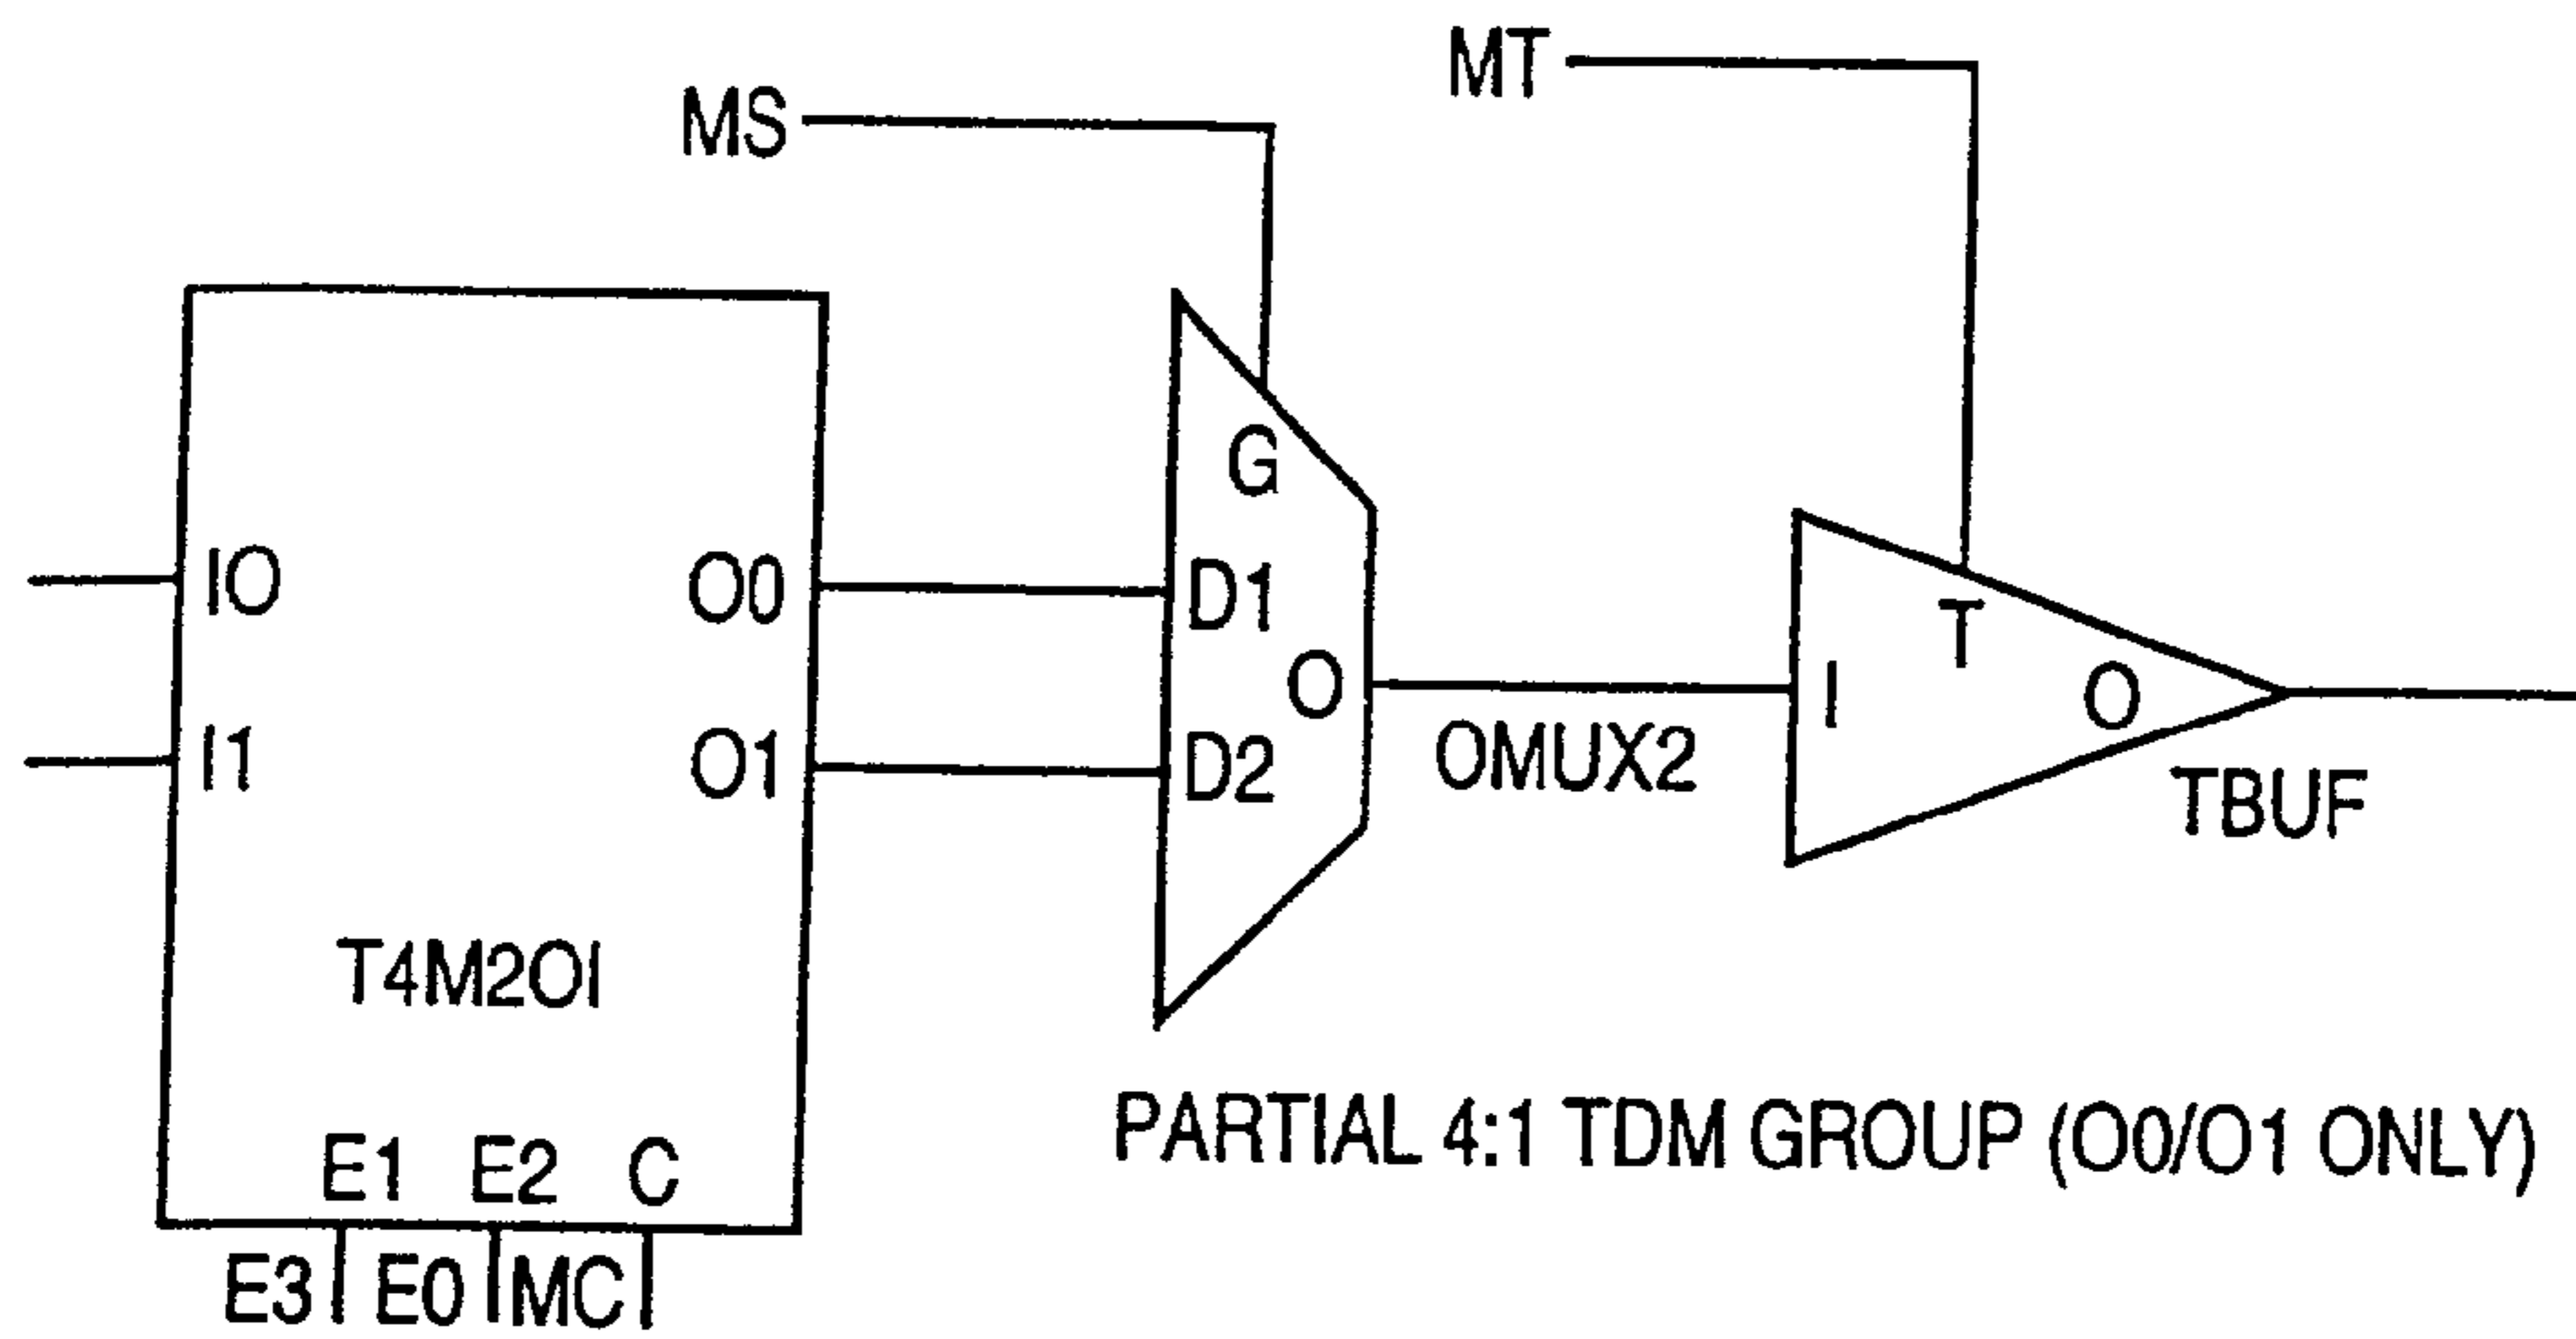 MT
MS
G
IO
O0
D1
T
I1
O1
D2
O
I
O
OMUX2
TBUF
T4M2OI
PARTIAL 4:1 TDM GROUP (O0/O1 ONLY)
E1 E2 C
E3 E0 MC